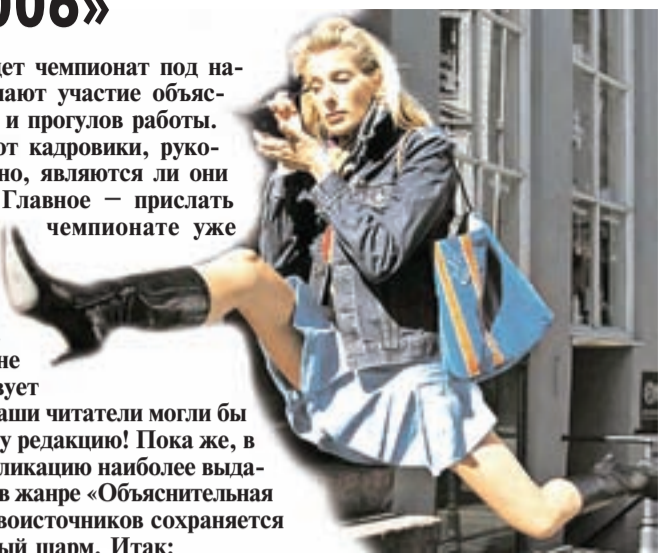 006»
дет чемпионат под на-
мают участие объяс-
и прогулов работы.
от кадровики, руко-
но, являются ли они
Главное – прислать
чемпионате уже
не
вует
аши читатели могли бы
у редакцию! Пока же, в
ликацию наиболее выда-
в жанре «Объяснительная
воисточников сохраняется
ый шарм. Итак: